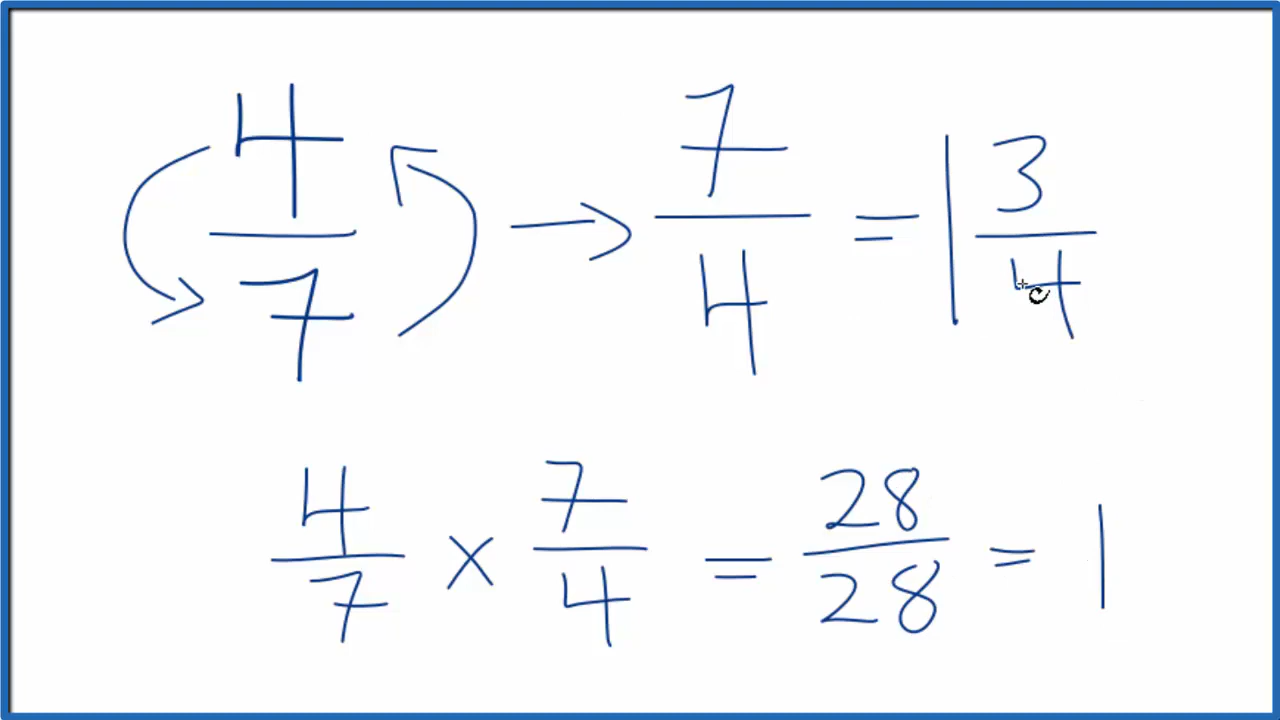 4/7 → 7/4 = 1 3/4
4/7 × 7/4 = 28/28 = 1